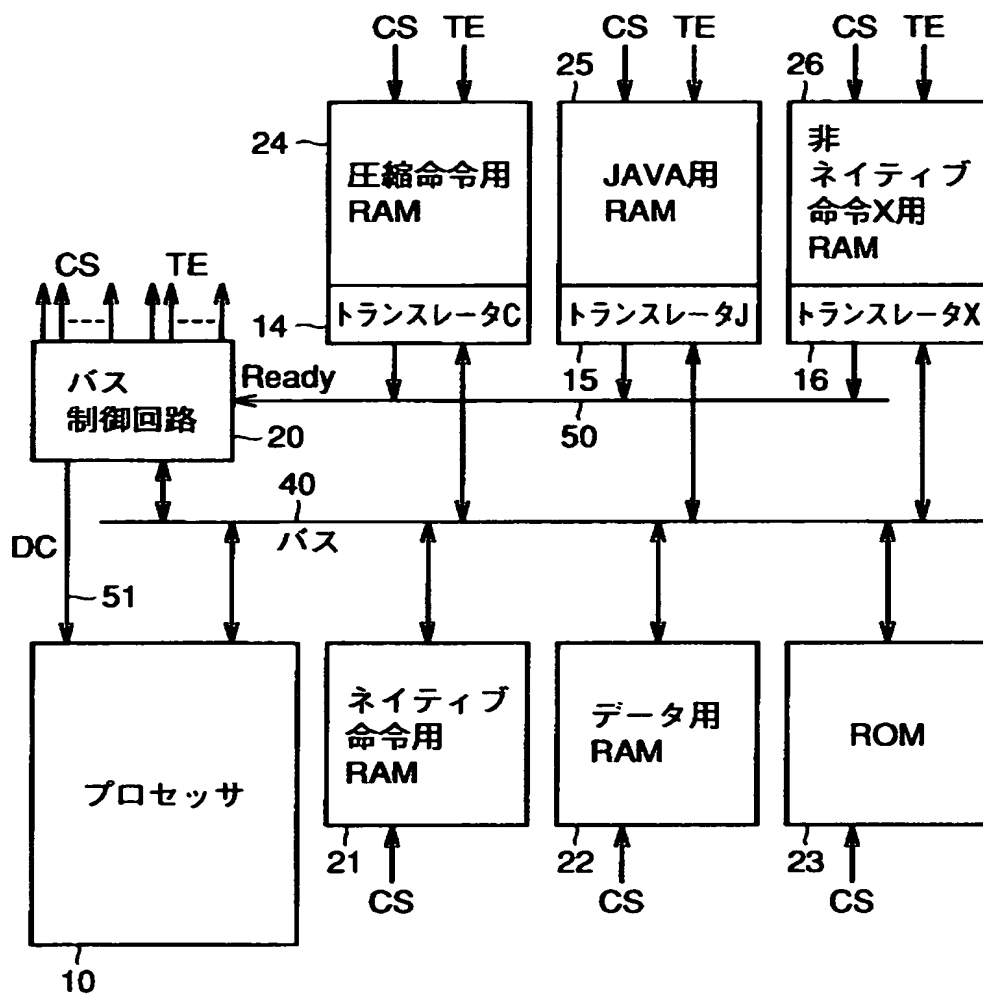 CS TE
CS TE
CS TE
25
26
24
圧縮命令用
RAM
JAVA用
RAM
非
ネイティブ
命令X用
RAM
CS TE
14
トランスレータC
トランスレータJ
トランスレータX
バス
制御回路
Ready
15
16
50
20
40
バス
DC
51
プロセッサ
ネイティブ
命令用
RAM
データ用
RAM
ROM
21
22
23
CS
CS
CS
10